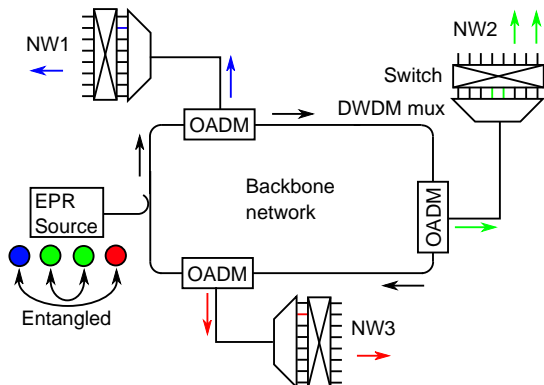 NW1
NW2
Switch
DWDM mux
OADM
EPR
Source
Backbone
network
OADM
OADM
Entangled
NW3